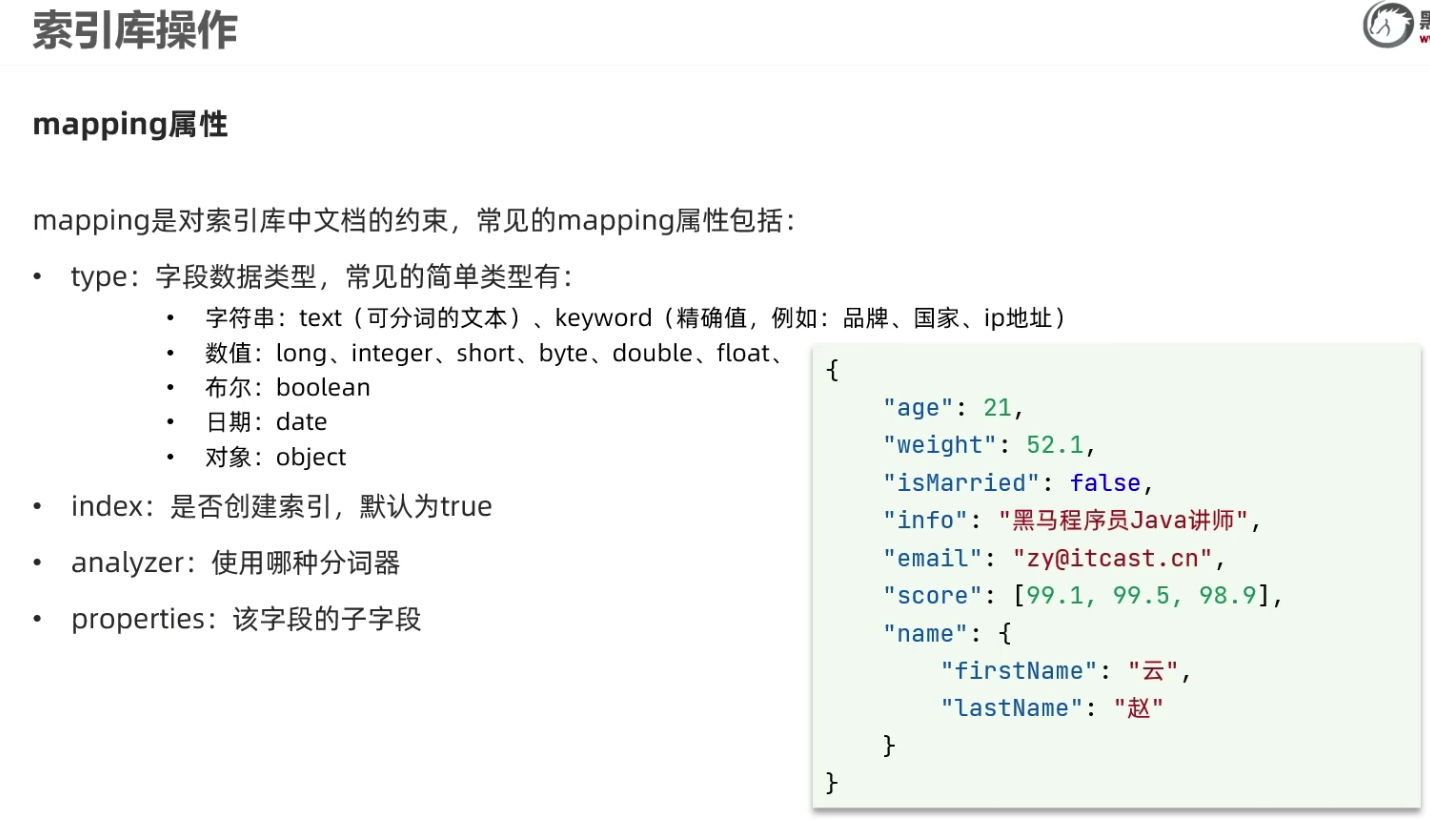 索引库操作
mapping属性
mapping是对索引库中文档的约束，常见的mapping属性包括：
• type：字段数据类型，常见的简单类型有：
• 字符串：text（可分词的文本）、keyword（精确值，例如：品牌、国家、ip地址）
• 数值：long、integer、short、byte、double、float、
• 布尔：boolean
• 日期：date
• 对象：object
• index：是否创建索引，默认为true
• analyzer：使用哪种分词器
• properties：该字段的子字段
{
"age": 21,
"weight": 52.1,
"isMarried": false,
"info": "黑马程序员Java讲师",
"email": "zy@itcast.cn",
"score": [99.1, 99.5, 98.9],
"name": {
"firstName": "云",
"lastName": "赵"
}
}